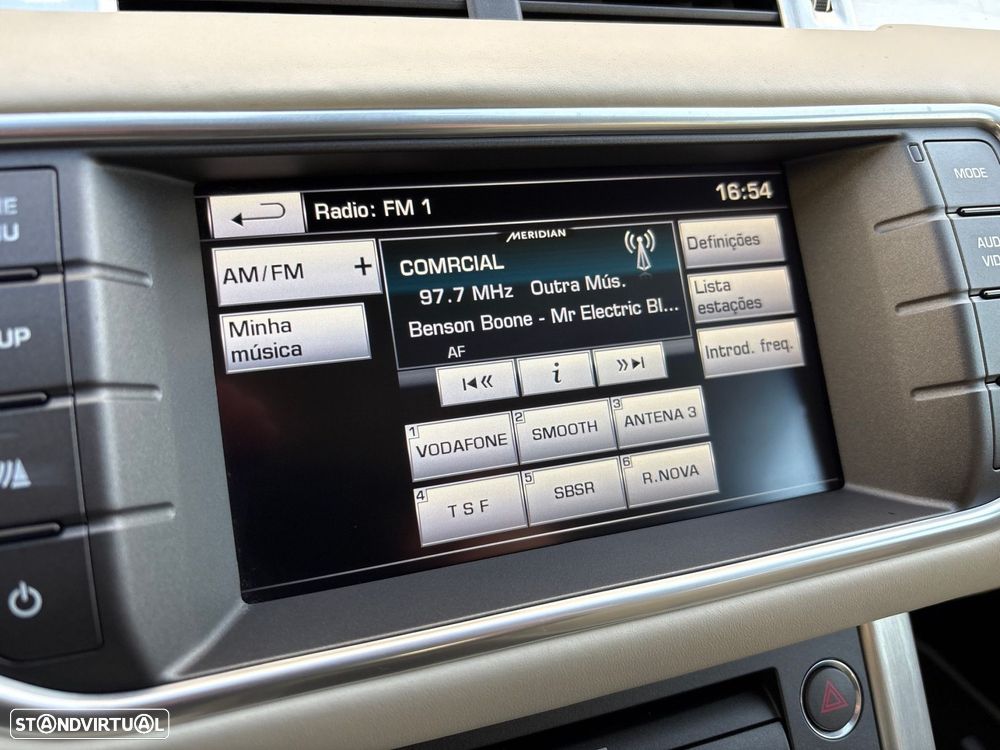 Radio: FM 1
16:54
AM/FM +
Minha
música
MERIDIAN
COMRCIAL
97.7 MHz Outra Mús.
Benson Boone - Mr Electric Bl...
AF
i
Definições
Lista
estações
Introd. freq.
1 VODAFONE
2 SMOOTH
3 ANTENA 3
4 T S F
5 SBSR
6 R.NOVA
MODE
AUD
VID
UP
STANDVIRTUAL